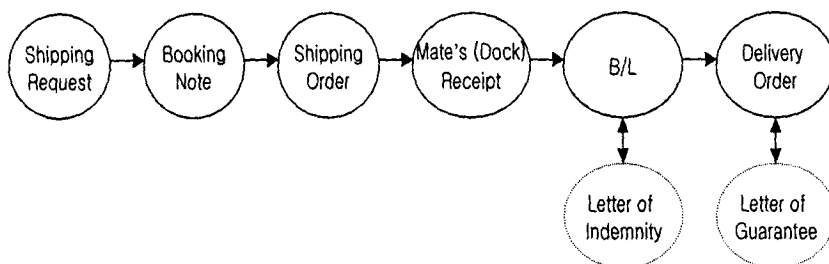 Shipping
Request
Booking
Note
Shipping
Order
Mate's (Dock)
Receipt
B/L
Delivery
Order
Letter of
Indemnity
Letter of
Guarantee